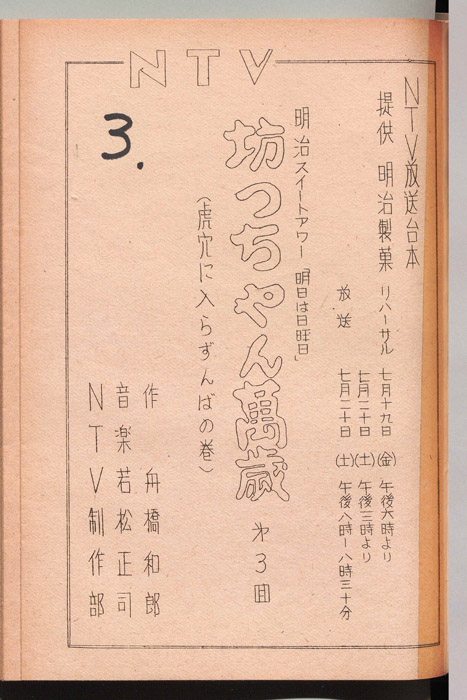 NTV
3.
NTV放送台本
提供 明治製菓
リハーサル 七月十九日(金)午後六時より
七月二十日(土)午後三時より
放送 七月二十日(土)午後八時ー八時三十分
明治スイートアワー「明日は日曜日」
坊っちゃん萬歳 第3回
(虎穴に入らずんばの巻)
作 舟橋和郎
音楽 若松正司
NTV制作部